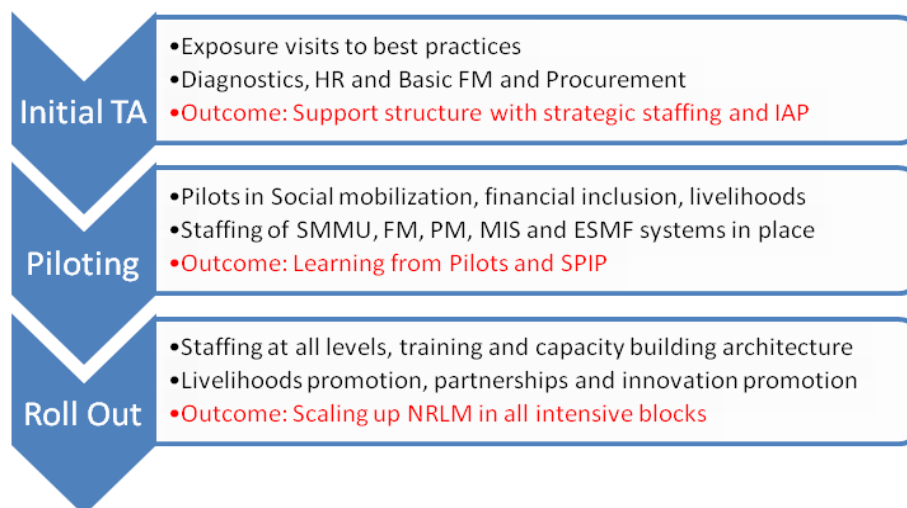 Initial TA
•Exposure visits to best practices
•Diagnostics, HR and Basic FM and Procurement
•Outcome: Support structure with strategic staffing and IAP
Piloting
•Pilots in Social mobilization, financial inclusion, livelihoods
•Staffing of SMMU, FM, PM, MIS and ESMF systems in place
•Outcome: Learning from Pilots and SPIP
Roll Out
•Staffing at all levels, training and capacity building architecture
•Livelihoods promotion, partnerships and innovation promotion
•Outcome: Scaling up NRLM in all intensive blocks